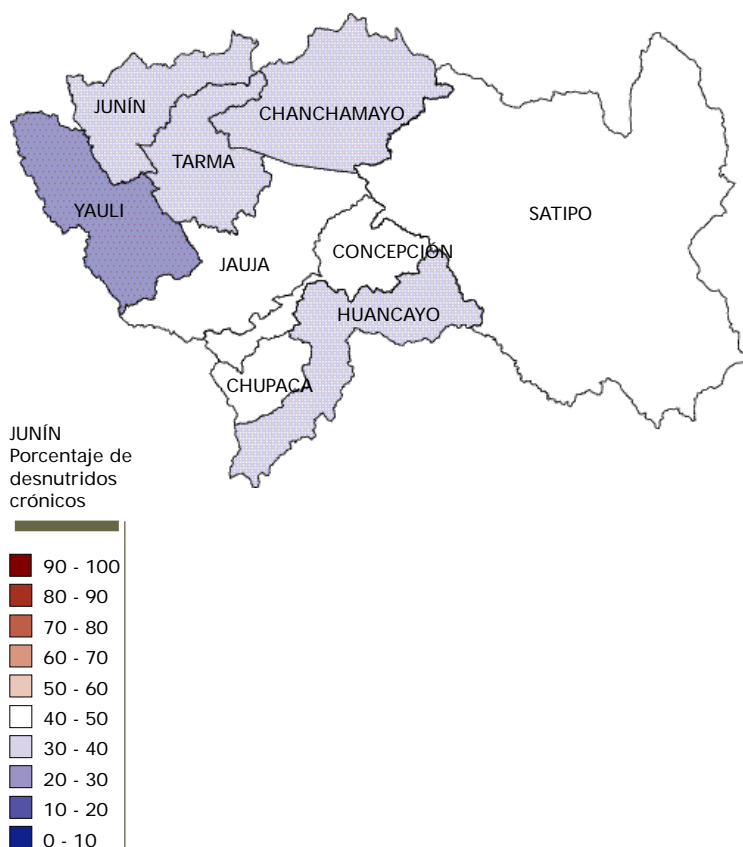 JUNÍN
CHANCHAMAYO
TARMA
YAULI
SATIPO
CONCEPCIÓN
JAUJA
HUANCAYO
CHUPACA
JUNÍN
Porcentaje de
desnutridos
crónicos
90 - 100
80 - 90
70 - 80
60 - 70
50 - 60
40 - 50
30 - 40
20 - 30
10 - 20
0 - 10